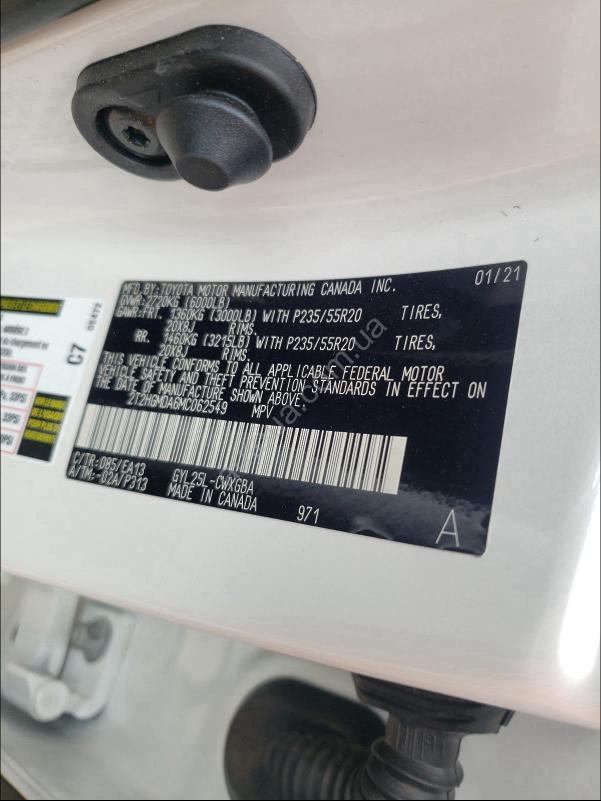 MFD. BY: TOYOTA MOTOR MANUFACTURING CANADA INC. 01/21
GVWR: 2720KG (6000LB)
GAWR: FRT. 1360KG (3000LB) WITH P235/55R20 TIRES,
20X8J RIMS.
RR. 1460KG (3215LB) WITH P235/55R20 TIRES,
20X8J RIMS.
THIS VEHICLE CONFORMS TO ALL APPLICABLE FEDERAL MOTOR
VEHICLE SAFETY AND THEFT PREVENTION STANDARDS IN EFFECT ON
THE DATE OF MANUFACTURE SHOWN ABOVE.
2T2HGMDA6MC062549 MPV
C/TR: 085/EA13 GYL25L-CWXGBA
A/TM: -02A/P313 MADE IN CANADA 971 A
C7
08472
33PSI